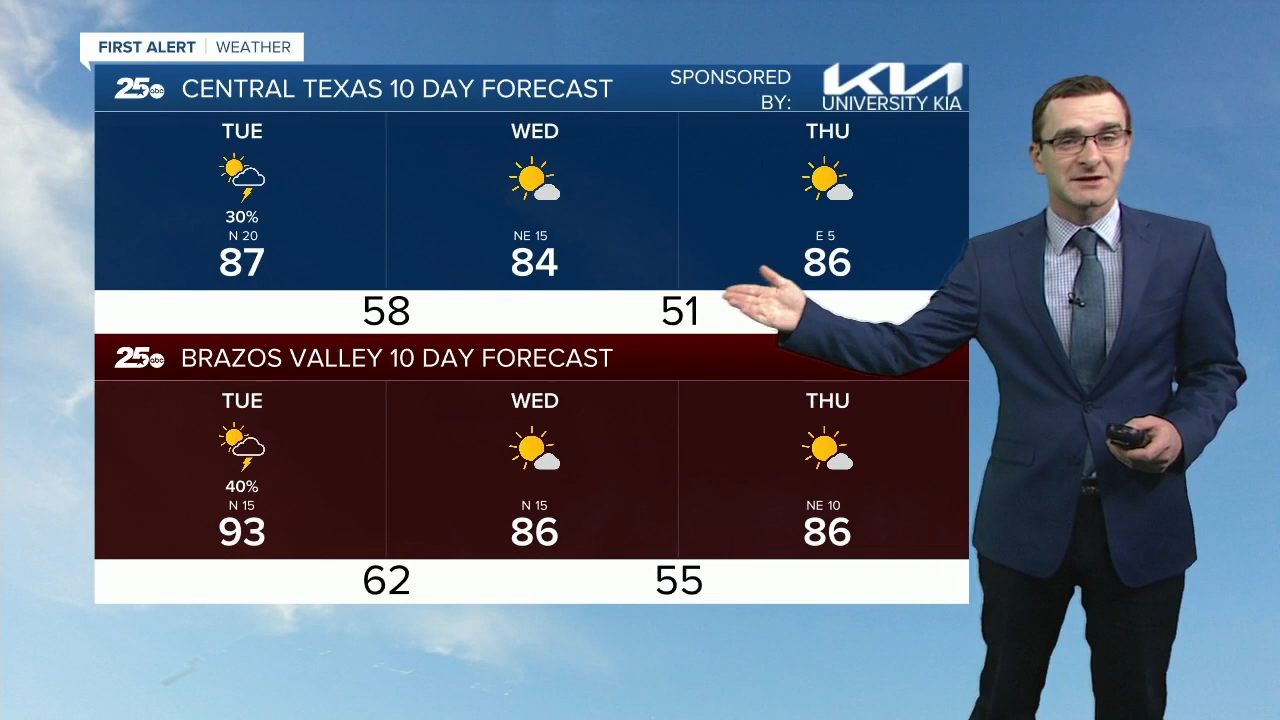 FIRST ALERT | WEATHER
25 abc CENTRAL TEXAS 10 DAY FORECAST
SPONSORED
BY:
KIA
UNIVERSITY KIA
TUE WED THU
30%
N 20 NE 15 E 5
87 84 86
58 51
25 abc BRAZOS VALLEY 10 DAY FORECAST
TUE WED THU
40%
N 15 N 15 NE 10
93 86 86
62 55